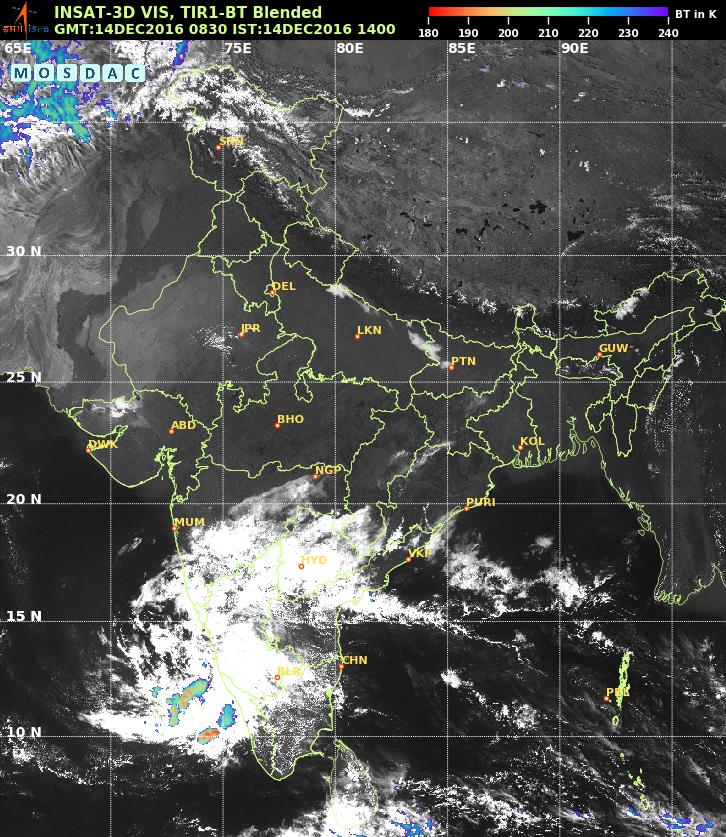 INSAT-3D VIS, TIR1-BT Blended
GMT:14DEC2016 0830 IST:14DEC2016 1400
BT in K
180 190 200 210 220 230 240
65E 70E 75E 80E 85E 90E
MOSDAC
SRN
30 N
DEL
JPR
LKN
GUW
PTN
25 N
ABD
BHO
DWK
KOL
NGP
20 N
PURI
MUM
VKP
HYD
15 N
CHN
BLR
PBL
10 N